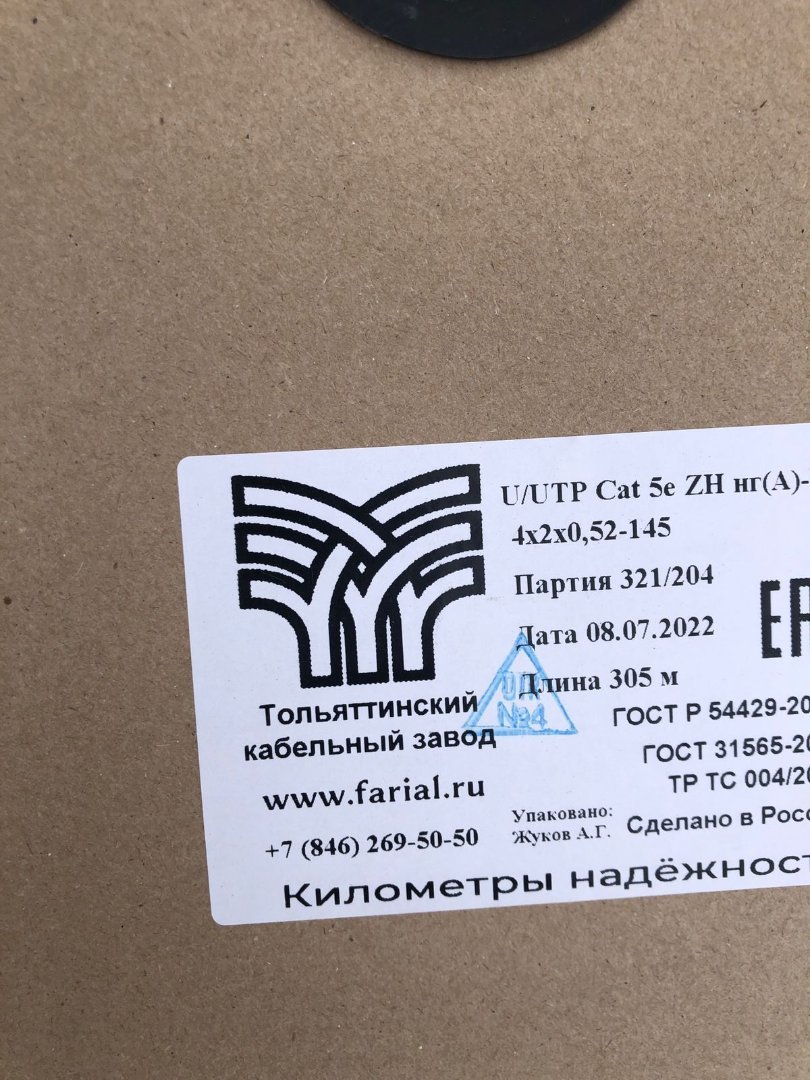 U/UTP Cat 5e ZH нг(А)-
4х2х0,52-145
Партия 321/204
Дата 08.07.2022
Длина 305 м
№4
Тольяттинский
кабельный завод
www.farial.ru
+7 (846) 269-50-50
ГОСТ Р 54429-20
ГОСТ 31565-20
ТР ТС 004/20
Упаковано:
Жуков А.Г.
Сделано в Росс
Километры надёжност